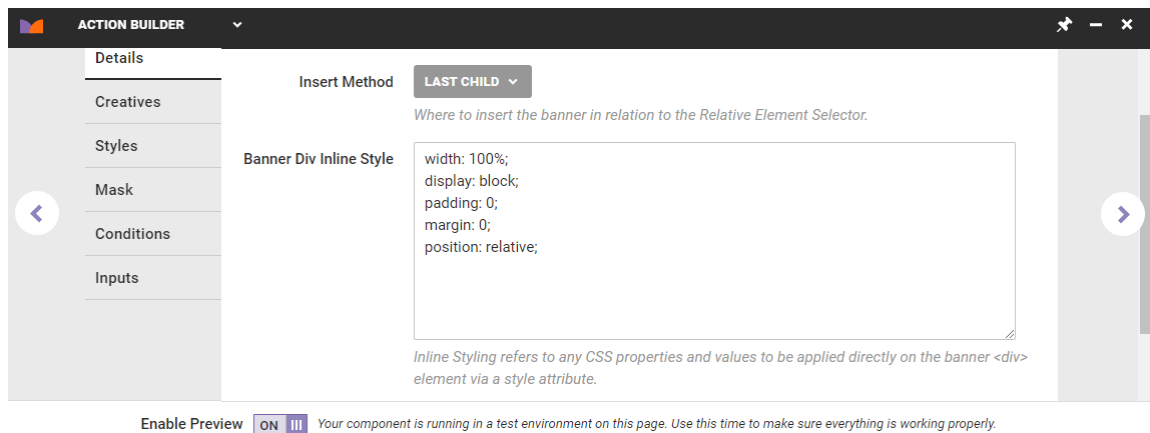 ACTION BUILDER
Details
Creatives
Styles
Mask
Conditions
Inputs
Insert Method
LAST CHILD
Where to insert the banner in relation to the Relative Element Selector.
Banner Div Inline Style
width: 100%;
display: block;
padding: 0;
margin: 0;
position: relative;
Inline Styling refers to any CSS properties and values to be applied directly on the banner <div>
element via a style attribute.
Enable Preview ON Your component is running in a test environment on this page. Use this time to make sure everything is working properly.